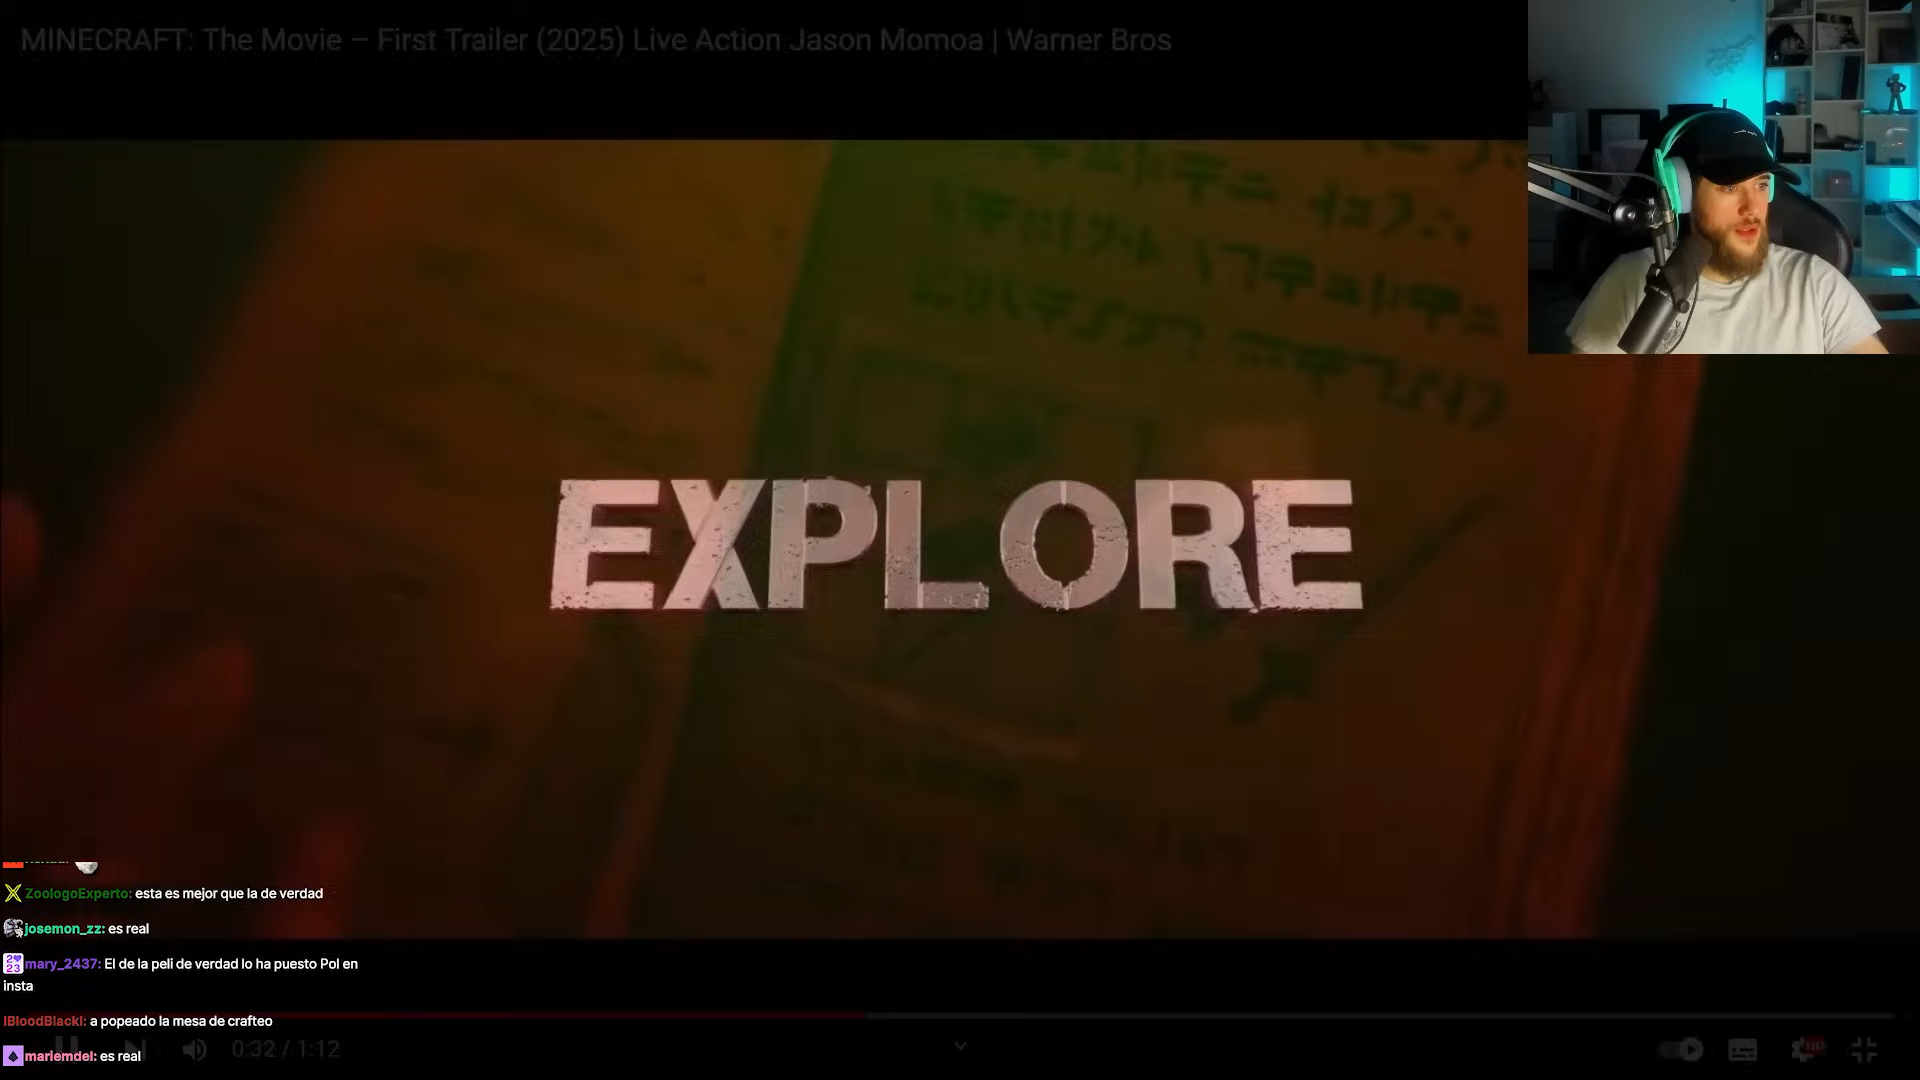 MINECRAFT: The Movie – First Trailer (2025) Live Action Jason Momoa | Warner Bros
EXPLORE
ZoologoExperto: esta es mejor que la de verdad
josemon_zz: es real
mary_2437: El de la peli de verdad lo ha puesto Pol en
insta
IBloodBlackI: a popeado la mesa de crafteo
mariemdel: es real
0:32 / 1:12